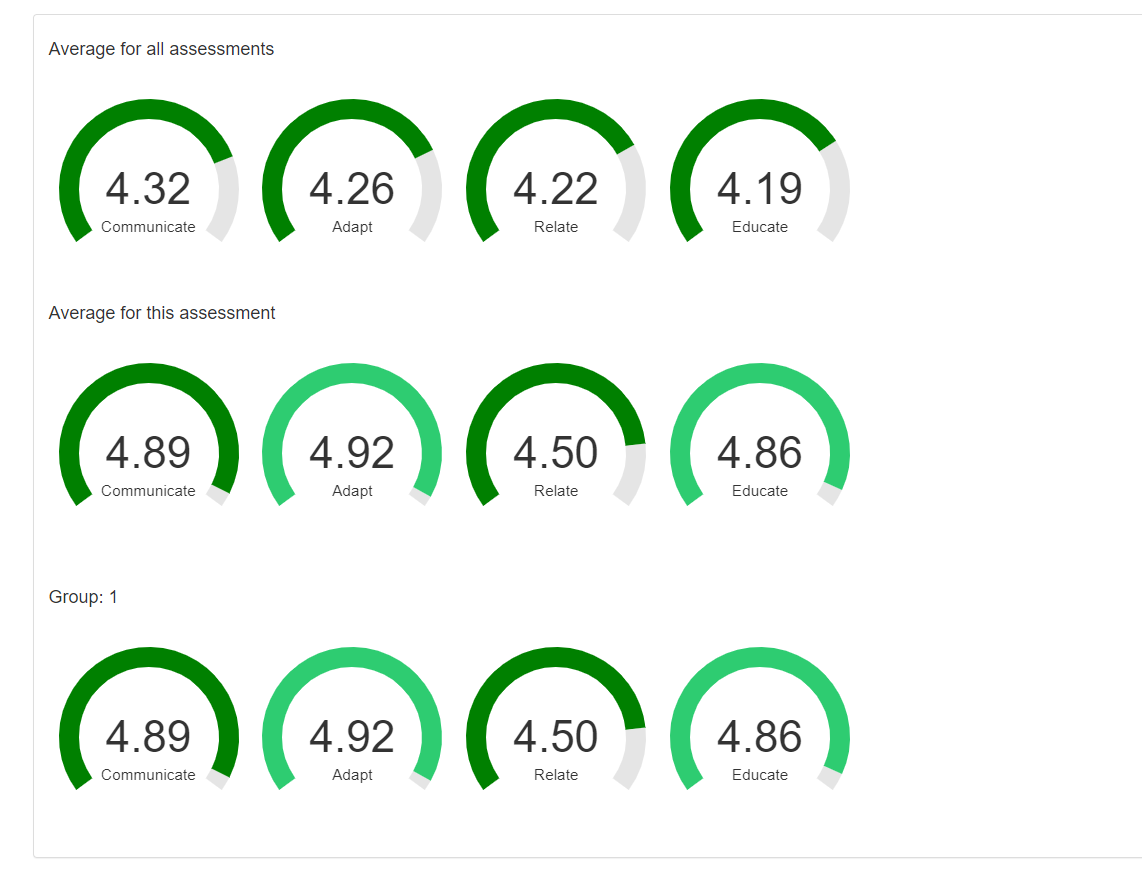 Average for all assessments
4.32 4.26 4.22 4.19
Communicate Adapt Relate Educate
Average for this assessment
4.89 4.92 4.50 4.86
Communicate Adapt Relate Educate
Group: 1
4.89 4.92 4.50 4.86
Communicate Adapt Relate Educate